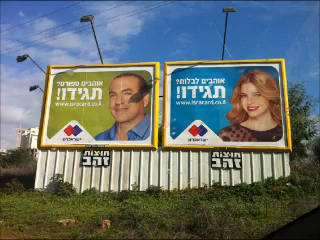 אוהבים ספורט?
תגידו!
www.isracard.co.il
ישראכרט
חוצות
זהב
אוהבים לבלות?
תגידו!
www.isracard.co.il
ישראכרט
חוצות
זהב